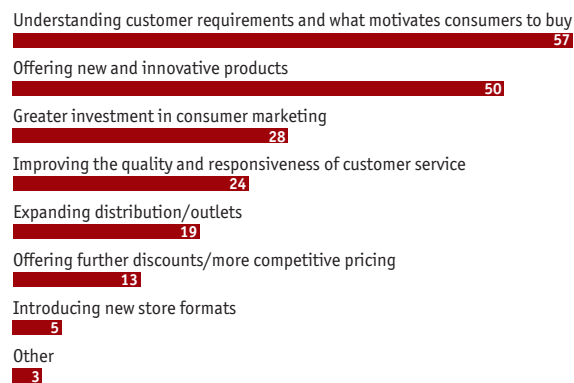 Understanding customer requirements and what motivates consumers to buy
57
Offering new and innovative products
50
Greater investment in consumer marketing
28
Improving the quality and responsiveness of customer service
24
Expanding distribution/outlets
19
Offering further discounts/more competitive pricing
13
Introducing new store formats
5
Other
3